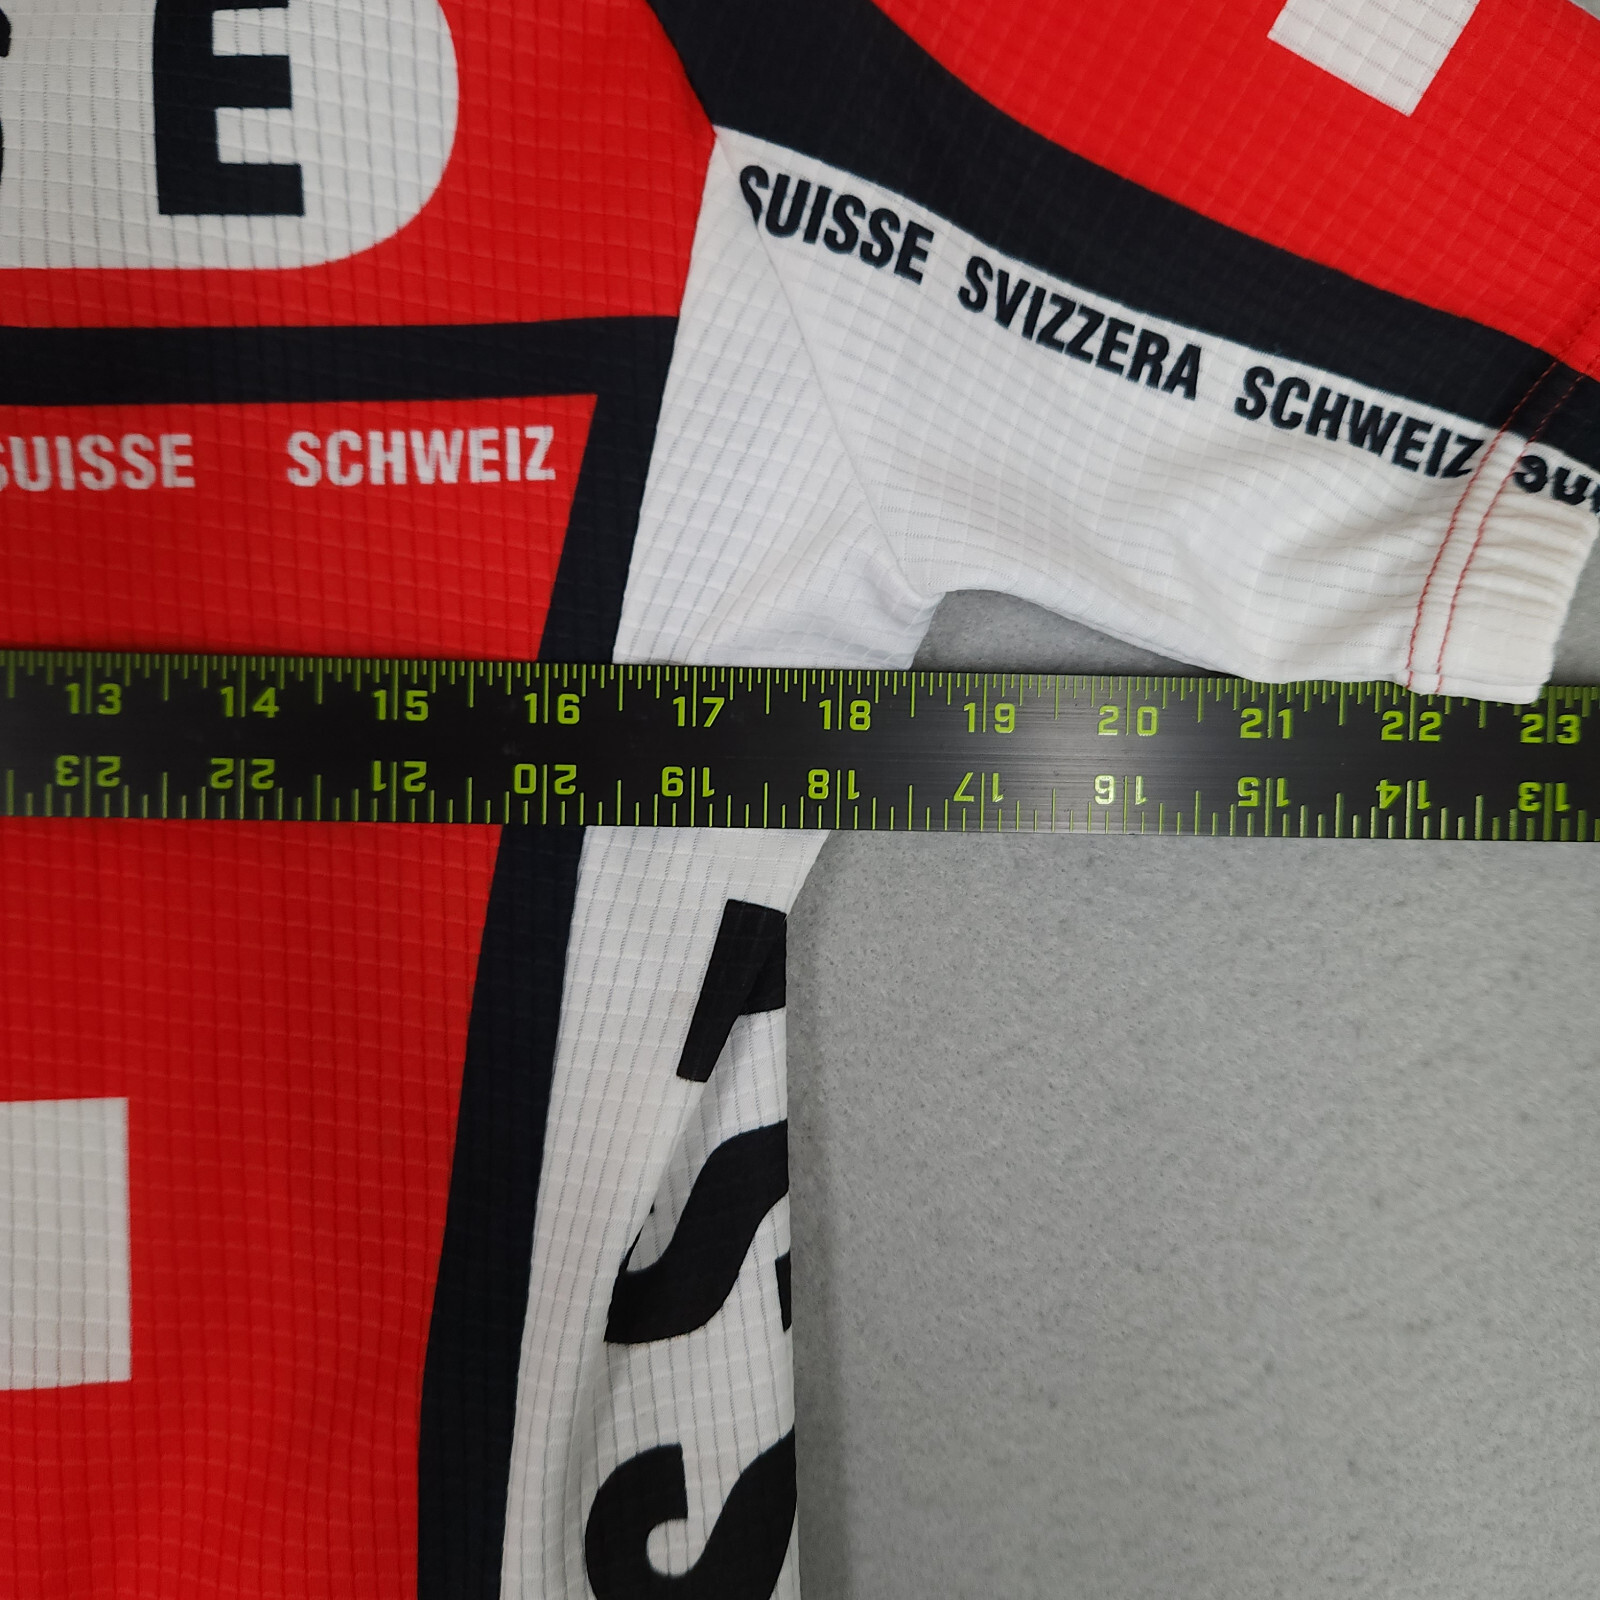 E
SUISSE SVIZZERA SCHWEIZ
SUISSE SCHWEIZ
13 14 15 16 17 18 19 20 21 22 23
23 22 21 20 19 18 17 16 15 14 13